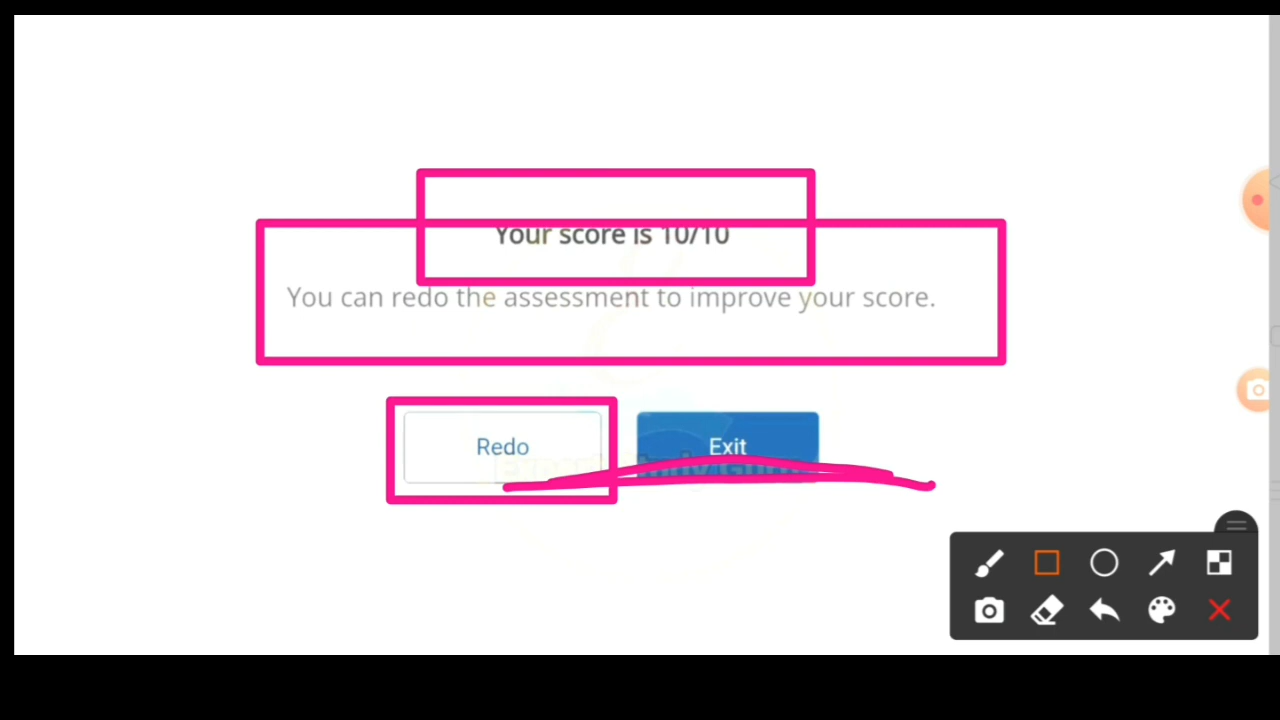 Your score is 10/10
You can redo the assessment to improve your score.
Redo
Exit